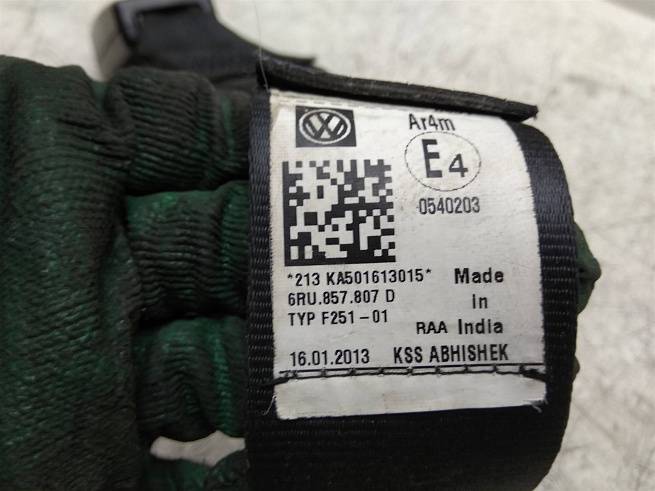 Ar4m
E4
0540203
*213 KA501613015*
6RU.857.807 D
TYP F251-01
Made
in
RAA India
16.01.2013 KSS ABHISHEK